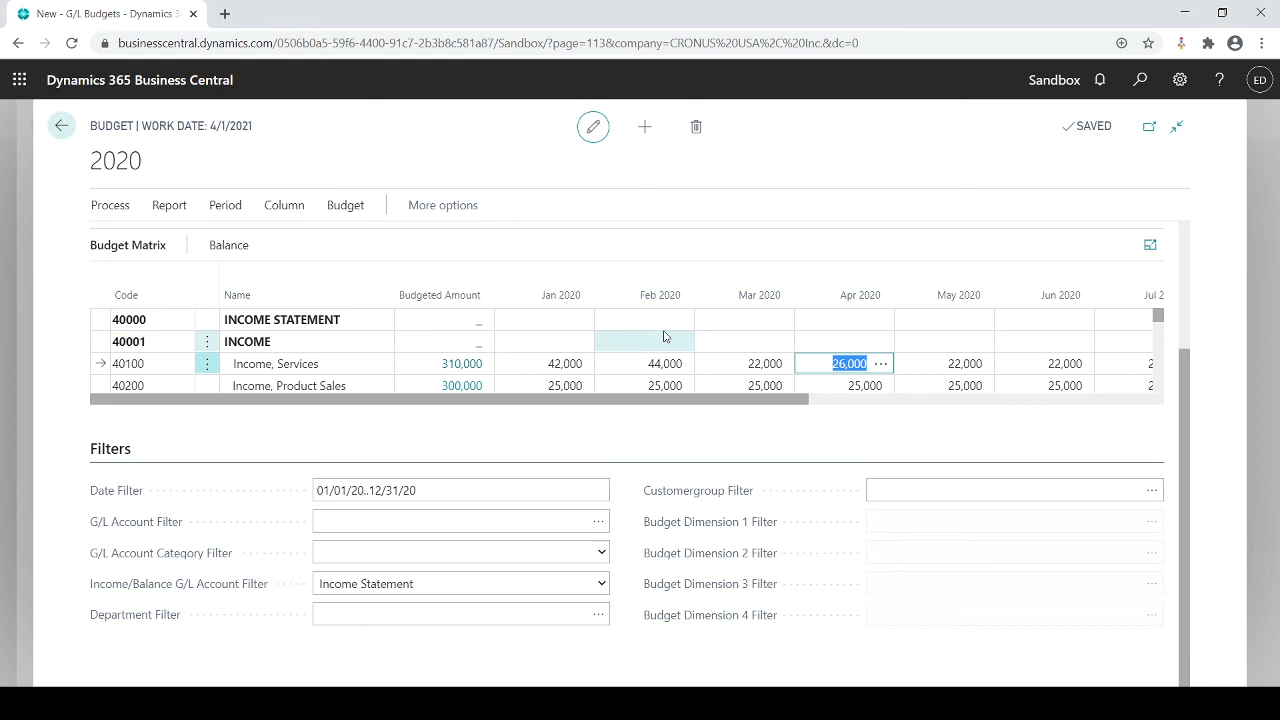 New - G/L Budgets - Dynamics 3
businesscentral.dynamics.com/0506b0a5-59f6-4400-91c7-2b3b8c581a87/Sandbox/?page=113&company=CRONUS%20USA%2C%20Inc.&dc=0
Dynamics 365 Business Central
Sandbox
ED
BUDGET | WORK DATE: 4/1/2021
SAVED
2020
Process Report Period Column Budget More options
Budget Matrix Balance
Code Name Budgeted Amount Jan 2020 Feb 2020 Mar 2020 Apr 2020 May 2020 Jun 2020 Jul 2
40000 INCOME STATEMENT _
40001 INCOME _
40100 Income, Services 310,000 42,000 44,000 22,000 26,000 22,000 22,000 2
40200 Income, Product Sales 300,000 25,000 25,000 25,000 25,000 25,000 25,000 2
Filters
Date Filter 01/01/20..12/31/20 Customergroup Filter
G/L Account Filter Budget Dimension 1 Filter
G/L Account Category Filter Budget Dimension 2 Filter
Income/Balance G/L Account Filter Income Statement Budget Dimension 3 Filter
Department Filter Budget Dimension 4 Filter